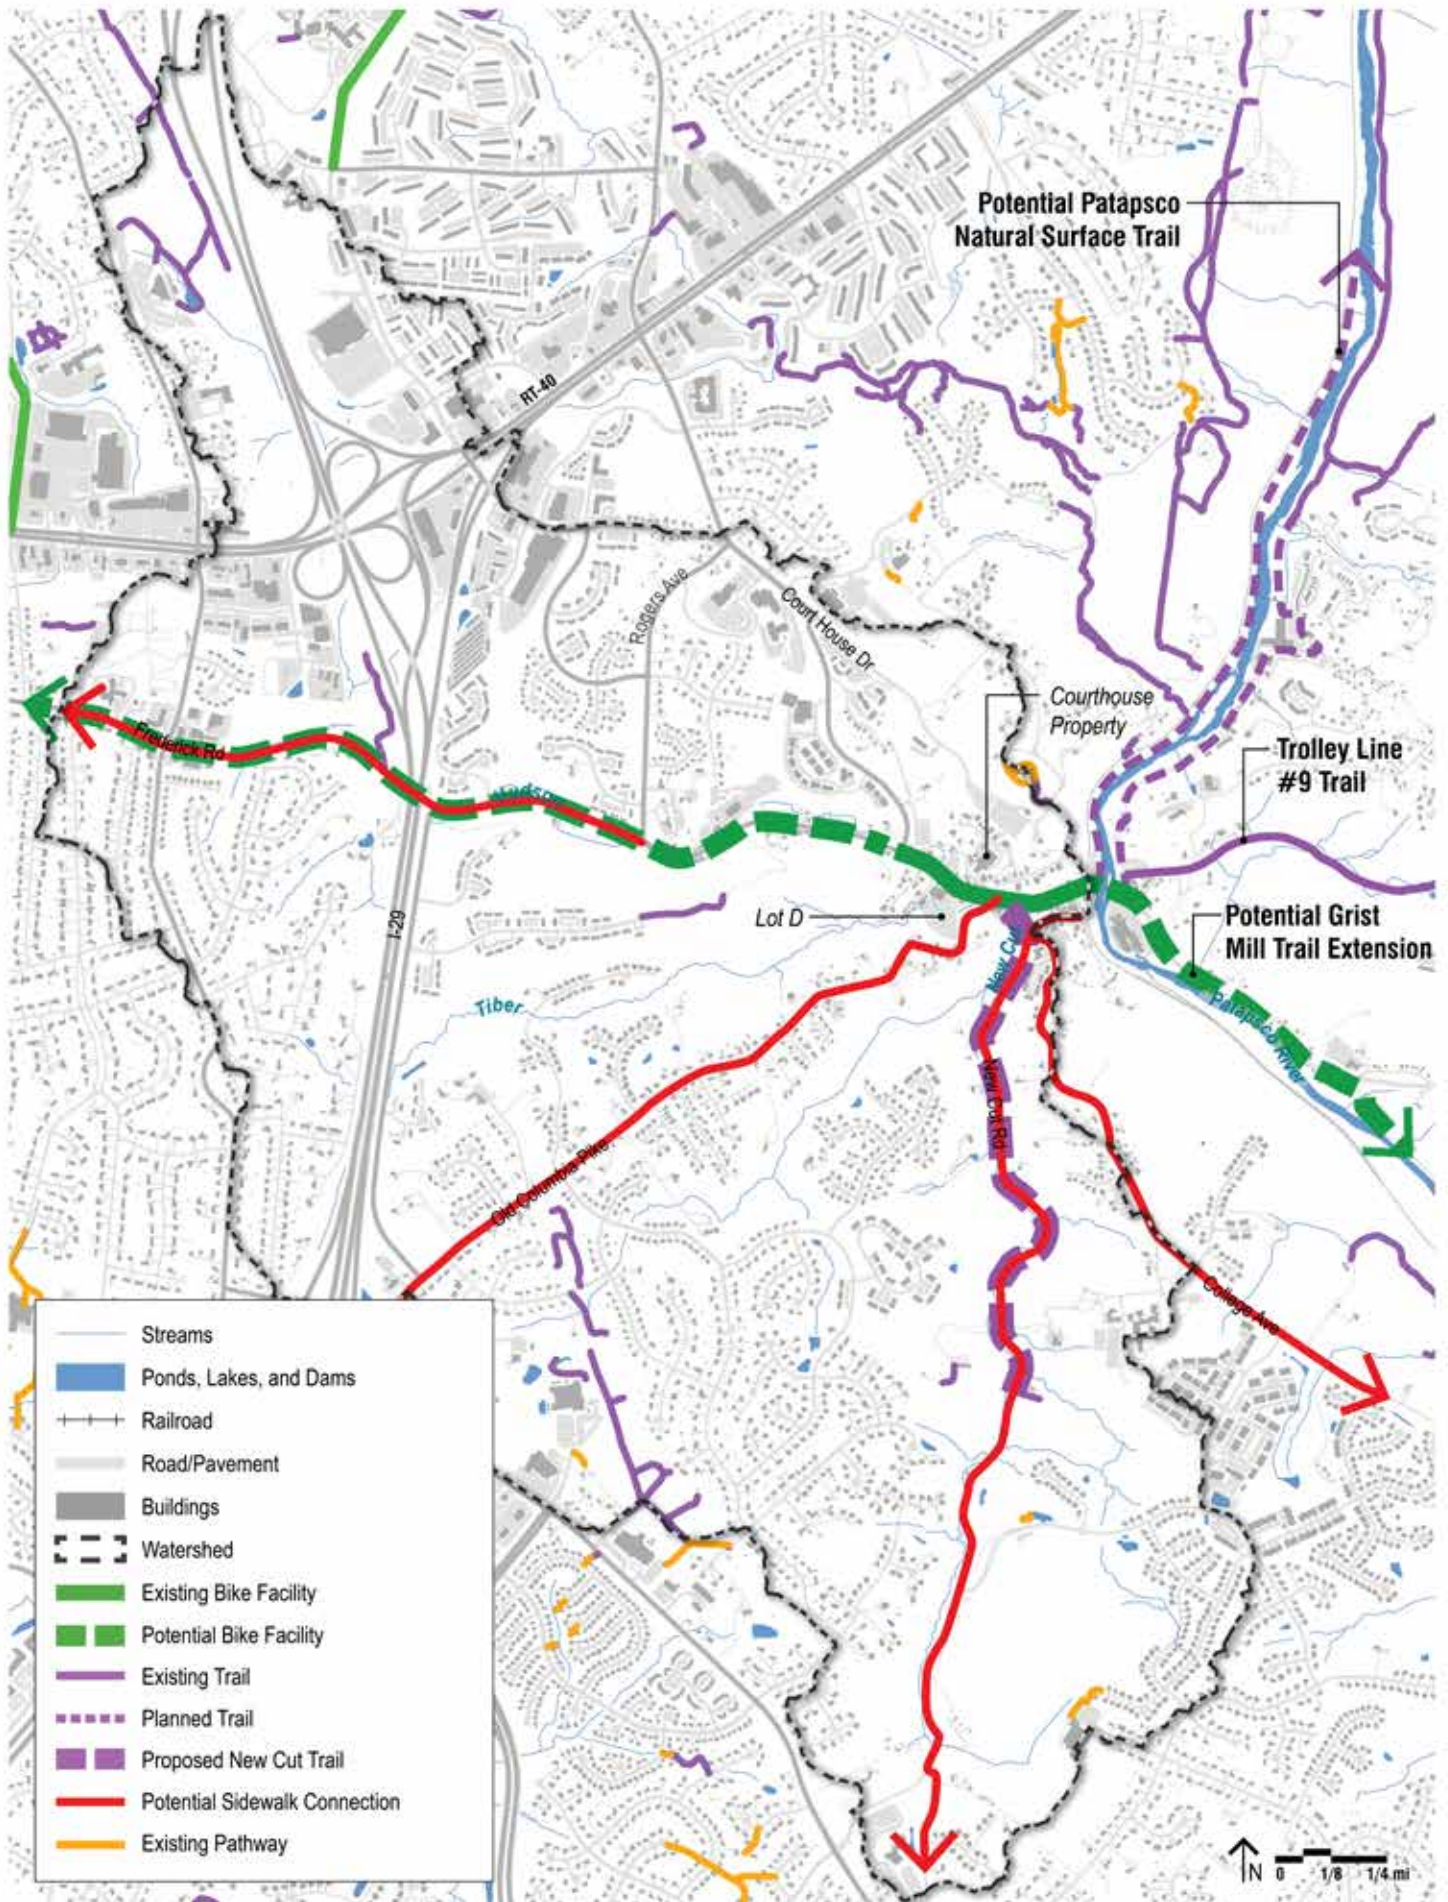 Potential Patapsco
Natural Surface Trail
RT-40
Rogers Ave
Court House Dr
Courthouse
Property
Trolley Line
#9 Trail
Frederick Rd
Hudson
Lot D
I-29
New Cut
Potential Grist
Mill Trail Extension
Tiber
Patapsco River
New Cut Rd
Old Columbia Pike
College Ave
Streams
Ponds, Lakes, and Dams
Railroad
Road/Pavement
Buildings
Watershed
Existing Bike Facility
Potential Bike Facility
Existing Trail
Planned Trail
Proposed New Cut Trail
Potential Sidewalk Connection
Existing Pathway
N 0 1/8 1/4 mi